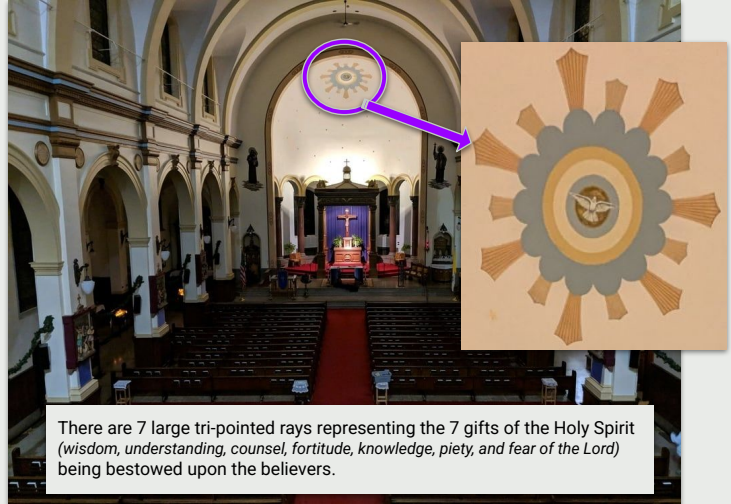 There are 7 large tri-pointed rays representing the 7 gifts of the Holy Spirit
(wisdom, understanding, counsel, fortitude, knowledge, piety, and fear of the Lord)
being bestowed upon the believers.